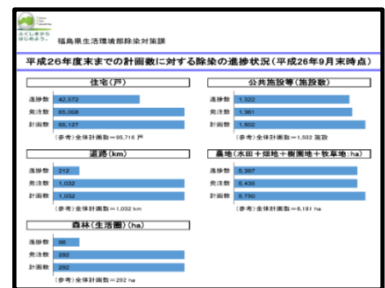 ふくしまから
はじめよう。
福島県生活環境部除染対策課
平成26年度末までの計画数に対する除染の進捗状況(平成26年9月末時点)
住宅(戸)
進捗数 42,572
発注数
計画数
(参考)全体計画数=95,716 戸
公共施設等(施設数)
進捗数 1,322
発注数 1,361
計画数
(参考)全体計画数=
道路(km)
進捗数 212
発注数 1,032
計画数 1,032
(参考)全体計画数=1,032 km
農地(水田+畑地+樹園地+牧草地:ha)
進捗数
発注数
計画数
(参考)全体計画数=
森林(生活圏)(ha)
進捗数
発注数 292
計画数 292
(参考)全体計画数=292 ha